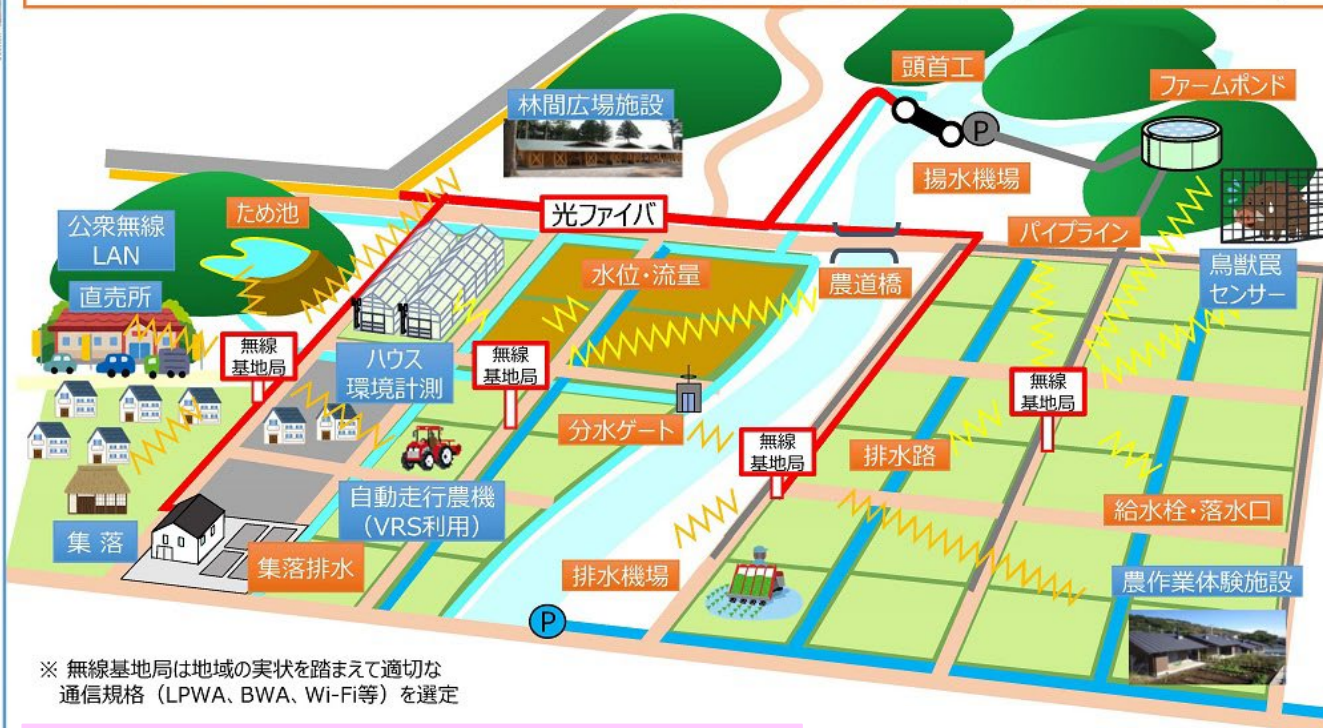 頭首工
ファームポンド
林間広場施設
P
揚水機場
光ファイバ
パイプライン
ため池
公衆無線
LAN
水位・流量
農道橋
鳥獣罠
センサー
直売所
無線
基地局
ハウス
環境計測
無線
基地局
無線
基地局
分水ゲート
無線
基地局
排水路
自動走行農機
（VRS利用）
給水栓・落水口
集 落
集落排水
排水機場
農作業体験施設
P
※ 無線基地局は地域の実状を踏まえて適切な
通信規格（LPWA、BWA、Wi-Fi等）を選定